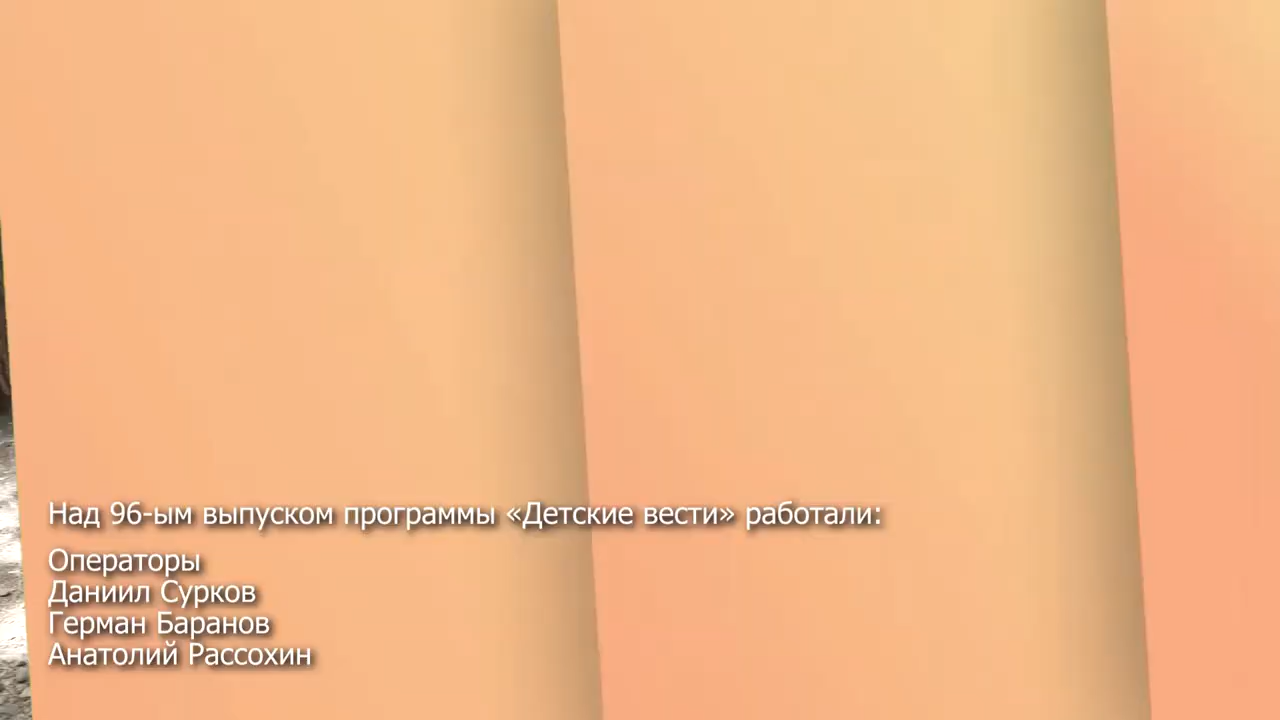 Над 96-ым выпуском программы «Детские вести» работали:
Операторы
Даниил Сурков
Герман Баранов
Анатолий Рассохин